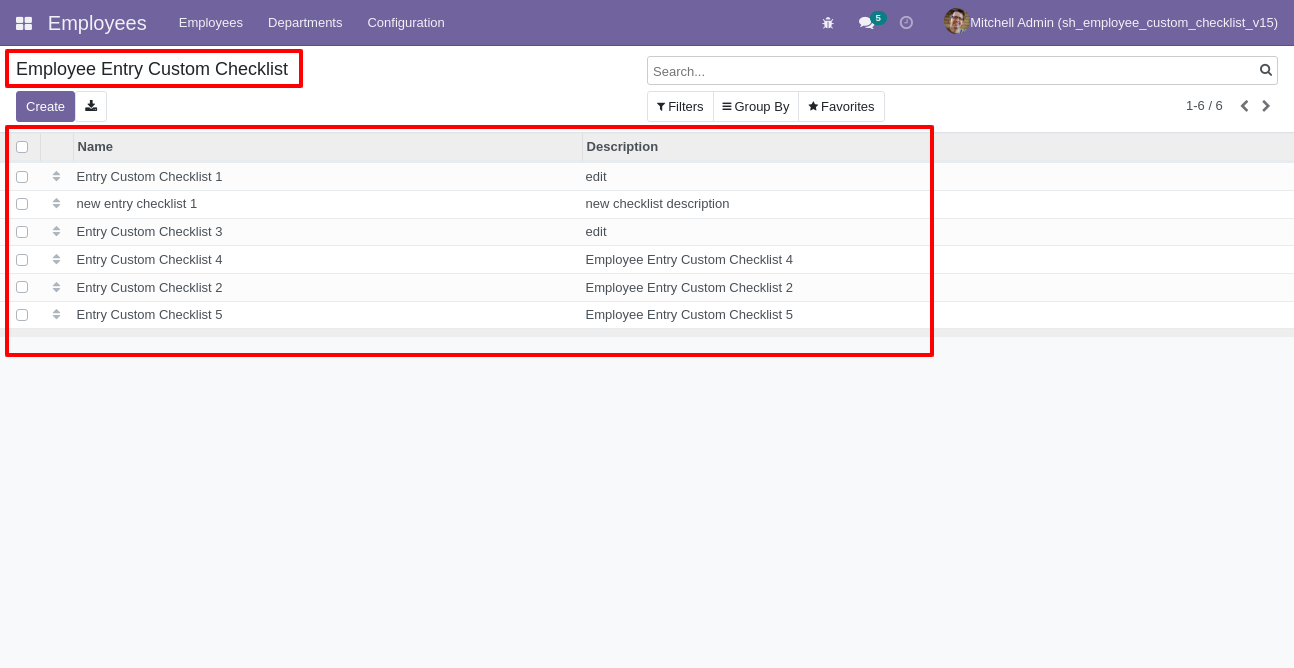 Employees Employees Departments Configuration 5 Mitchell Admin (sh_employee_custom_checklist_v15)
Employee Entry Custom Checklist Search...
Create Filters Group By Favorites 1-6 / 6
Name Description
Entry Custom Checklist 1 edit
new entry checklist 1 new checklist description
Entry Custom Checklist 3 edit
Entry Custom Checklist 4 Employee Entry Custom Checklist 4
Entry Custom Checklist 2 Employee Entry Custom Checklist 2
Entry Custom Checklist 5 Employee Entry Custom Checklist 5